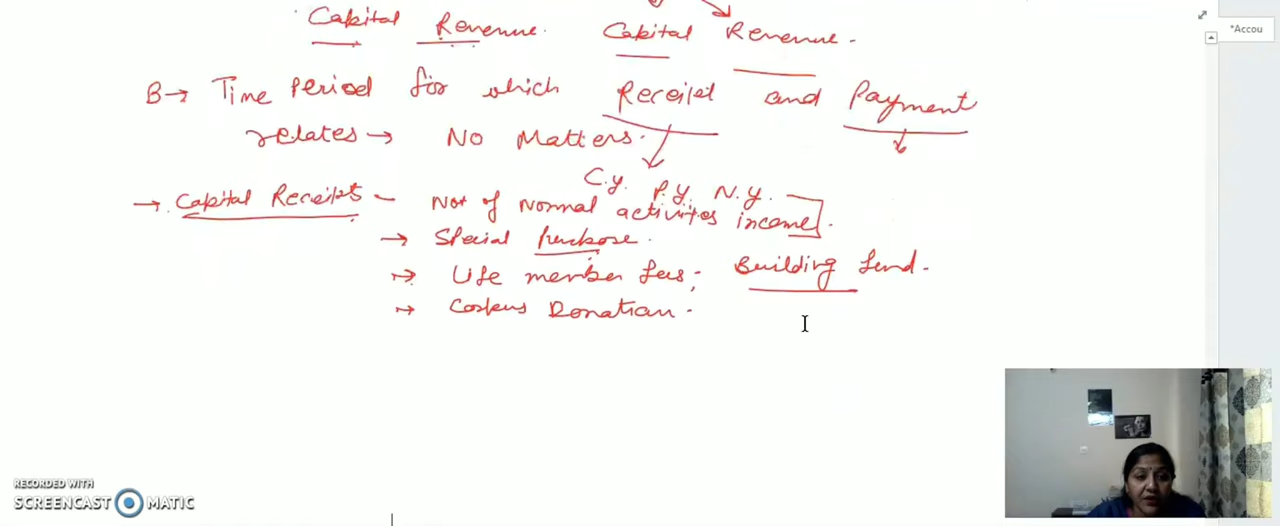 Capital Revenue. Capital Revenue.
*Accou
B→ Time Period for which Receipt and Payment
relates → No Matters.
C.y. P.y. N.y.
→ Capital Receipts - Not of Normal activities income.
→ Special Purpose.
→ Life member fees; Building fund.
→ Corpus Donation.
RECORDED WITH
SCREENCAST MATIC